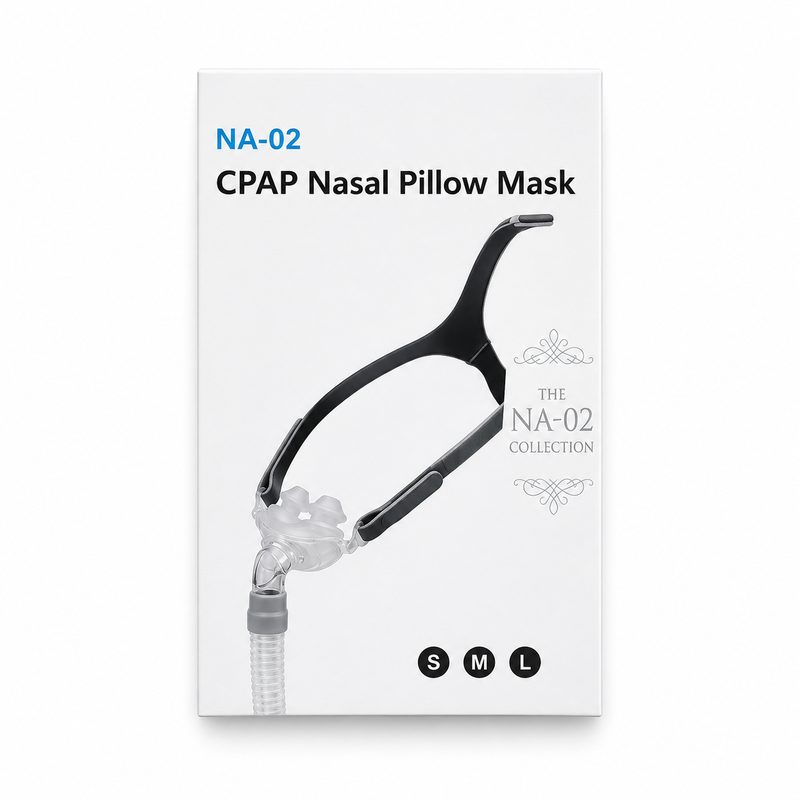 NA-02
CPAP Nasal Pillow Mask
THE
NA-02
COLLECTION
S M L